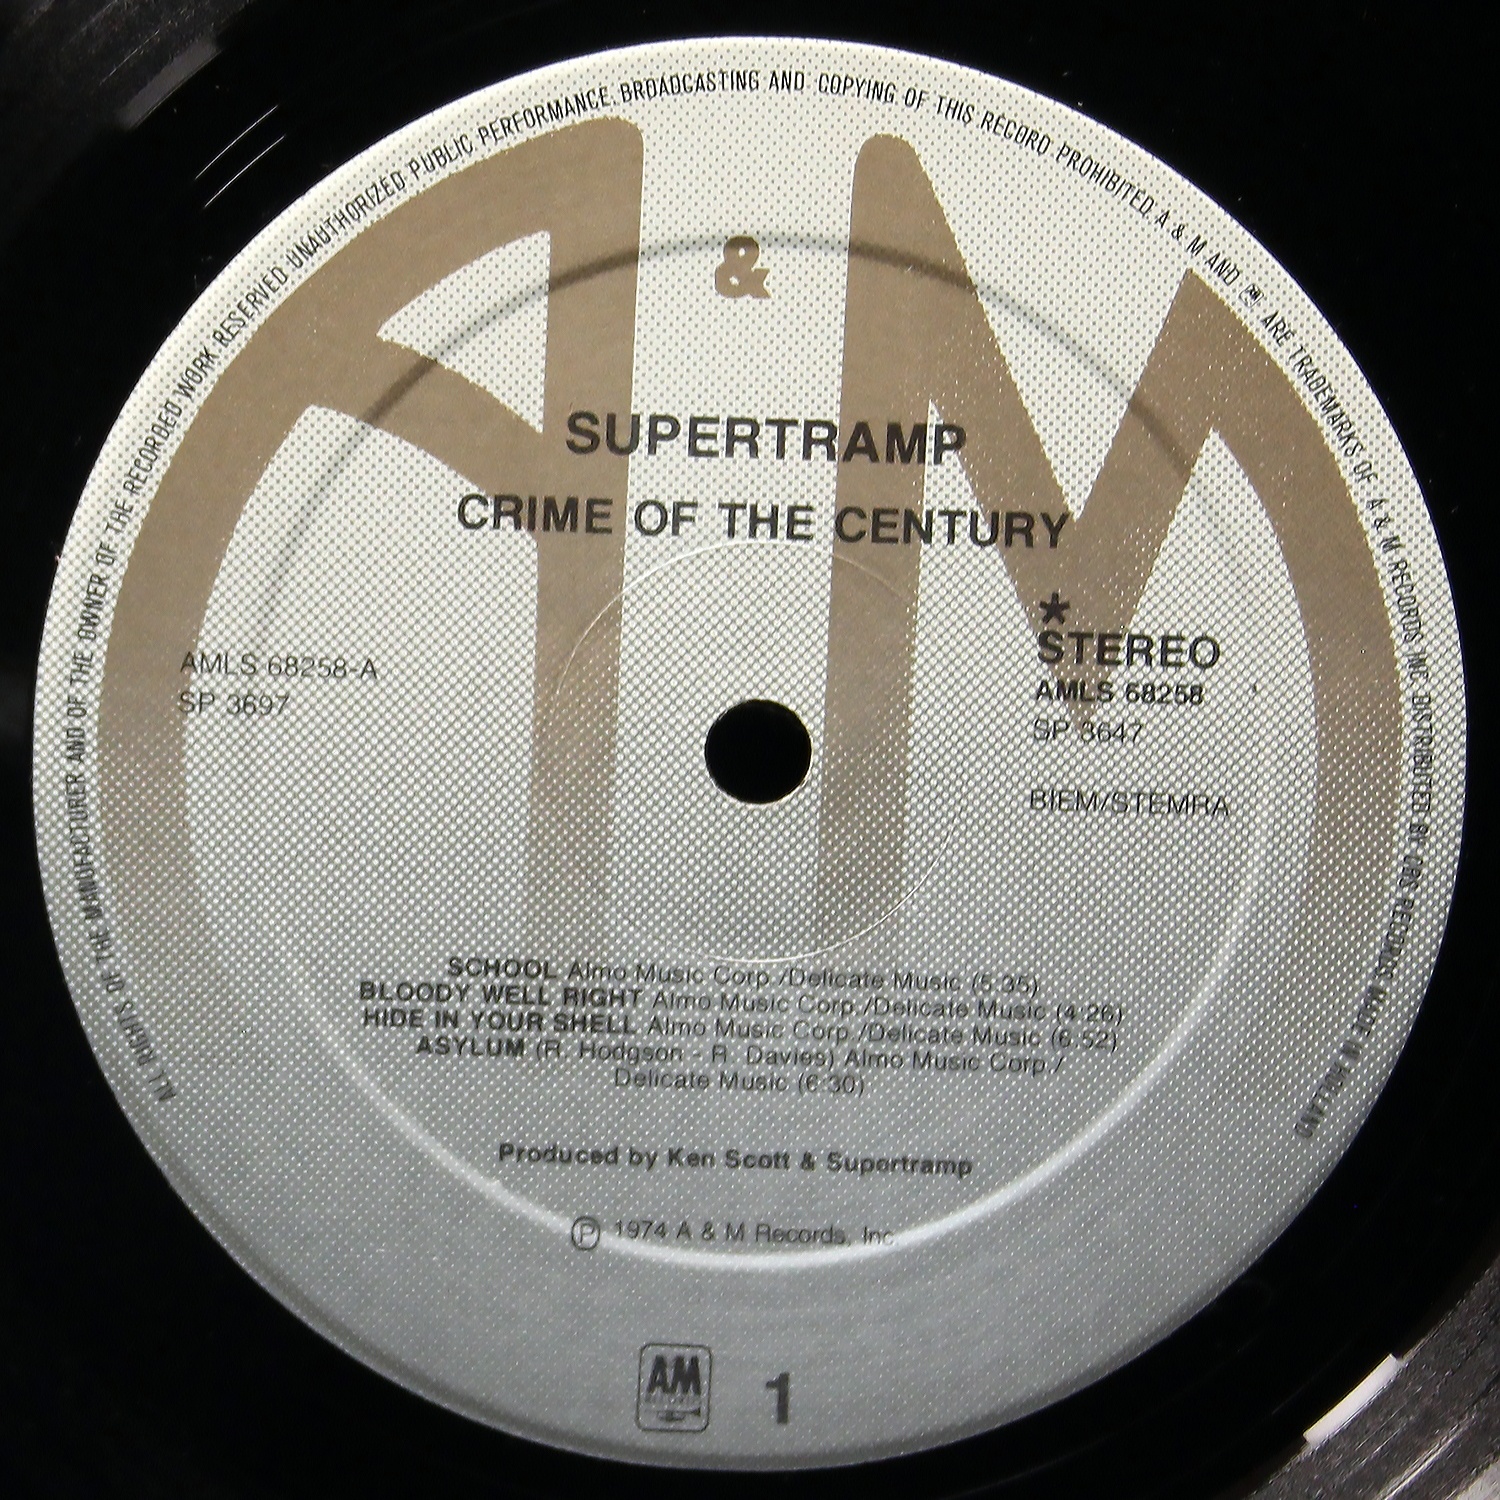 ALL RIGHTS OF THE MANUFACTURER AND OF THE OWNER OF THE RECORDED WORK RESERVED UNAUTHORIZED PUBLIC PERFORMANCE. BROADCASTING AND COPYING OF THIS RECORD PROHIBITED. A & M AND AM ARE TRADEMARKS OF A & M RECORDS INC. DISTRIBUTED BY CBS RECORDS MADE IN HOLLAND
A & M
SUPERTRAMP
CRIME OF THE CENTURY
AMLS 68258-A
SP 3697
*
STEREO
AMLS 68258
SP 3647
BIEM/STEMRA
SCHOOL Almo Music Corp./Delicate Music (5:35)
BLOODY WELL RIGHT Almo Music Corp./Delicate Music (4:26)
HIDE IN YOUR SHELL Almo Music Corp./Delicate Music (6:52)
ASYLUM (R. Hodgson - R. Davies) Almo Music Corp./
Delicate Music (6:30)
Produced by Ken Scott & Supertramp
Ⓟ 1974 A & M Records, Inc.
AM 1